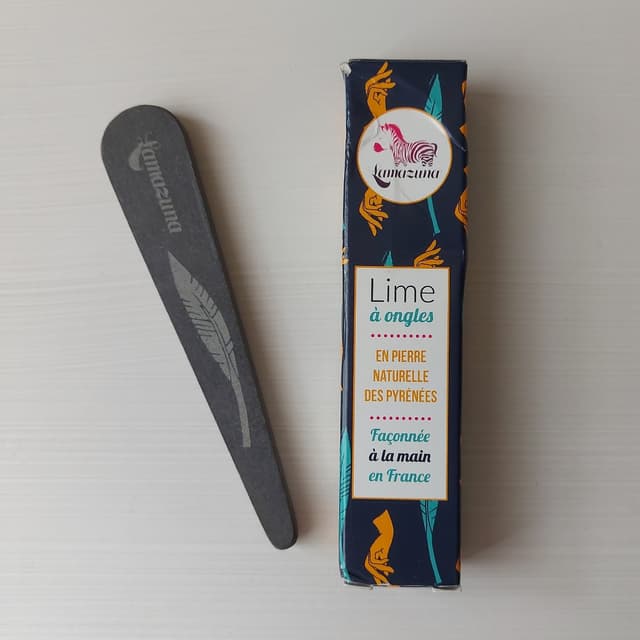 Lamazuna
Lamazuna
Lime
à ongles
EN PIERRE
NATURELLE
DES PYRÉNÉES
Façonnée
à la main
en France